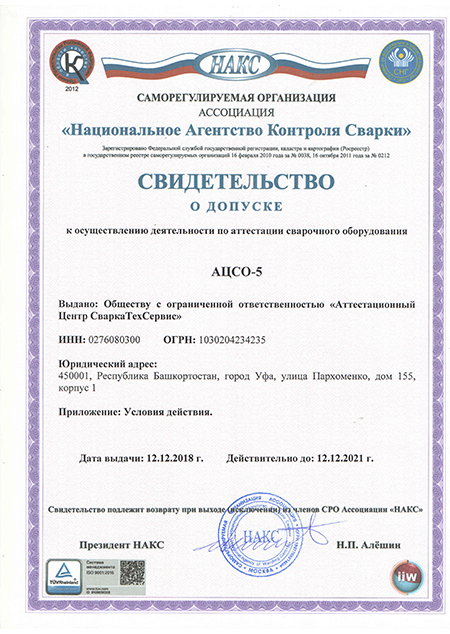 НАКС
2012
СНГ
САМОРЕГУЛИРУЕМАЯ ОРГАНИЗАЦИЯ
АССОЦИАЦИЯ
«Национальное Агентство Контроля Сварки»
Зарегистрировано Федеральной службой государственной регистрации, кадастра и картографии (Росреестр)
в государственном реестре саморегулируемых организаций 16 февраля 2010 года за № 0038, 16 октября 2011 года за № 0212
СВИДЕТЕЛЬСТВО
О ДОПУСКЕ
к осуществлению деятельности по аттестации сварочного оборудования
АЦСО-5
Выдано: Обществу с ограниченной ответственностью «Аттестационный
Центр СваркаТехСервис»
ИНН: 0276080300 ОГРН: 1030204234235
Юридический адрес:
450001, Республика Башкортостан, город Уфа, улица Пархоменко, дом 155,
корпус 1
Приложение: Условия действия.
Дата выдачи: 12.12.2018 г. Действительно до: 12.12.2021 г.
Свидетельство подлежит возврату при выходе (исключении) из членов СРО Ассоциации «НАКС»
Президент НАКС
НАКС
МОСКВА
Н.П. Алёшин
TÜVRheinland
Система
менеджмента
ISO 9001:2015
www.tuv.com
iiw